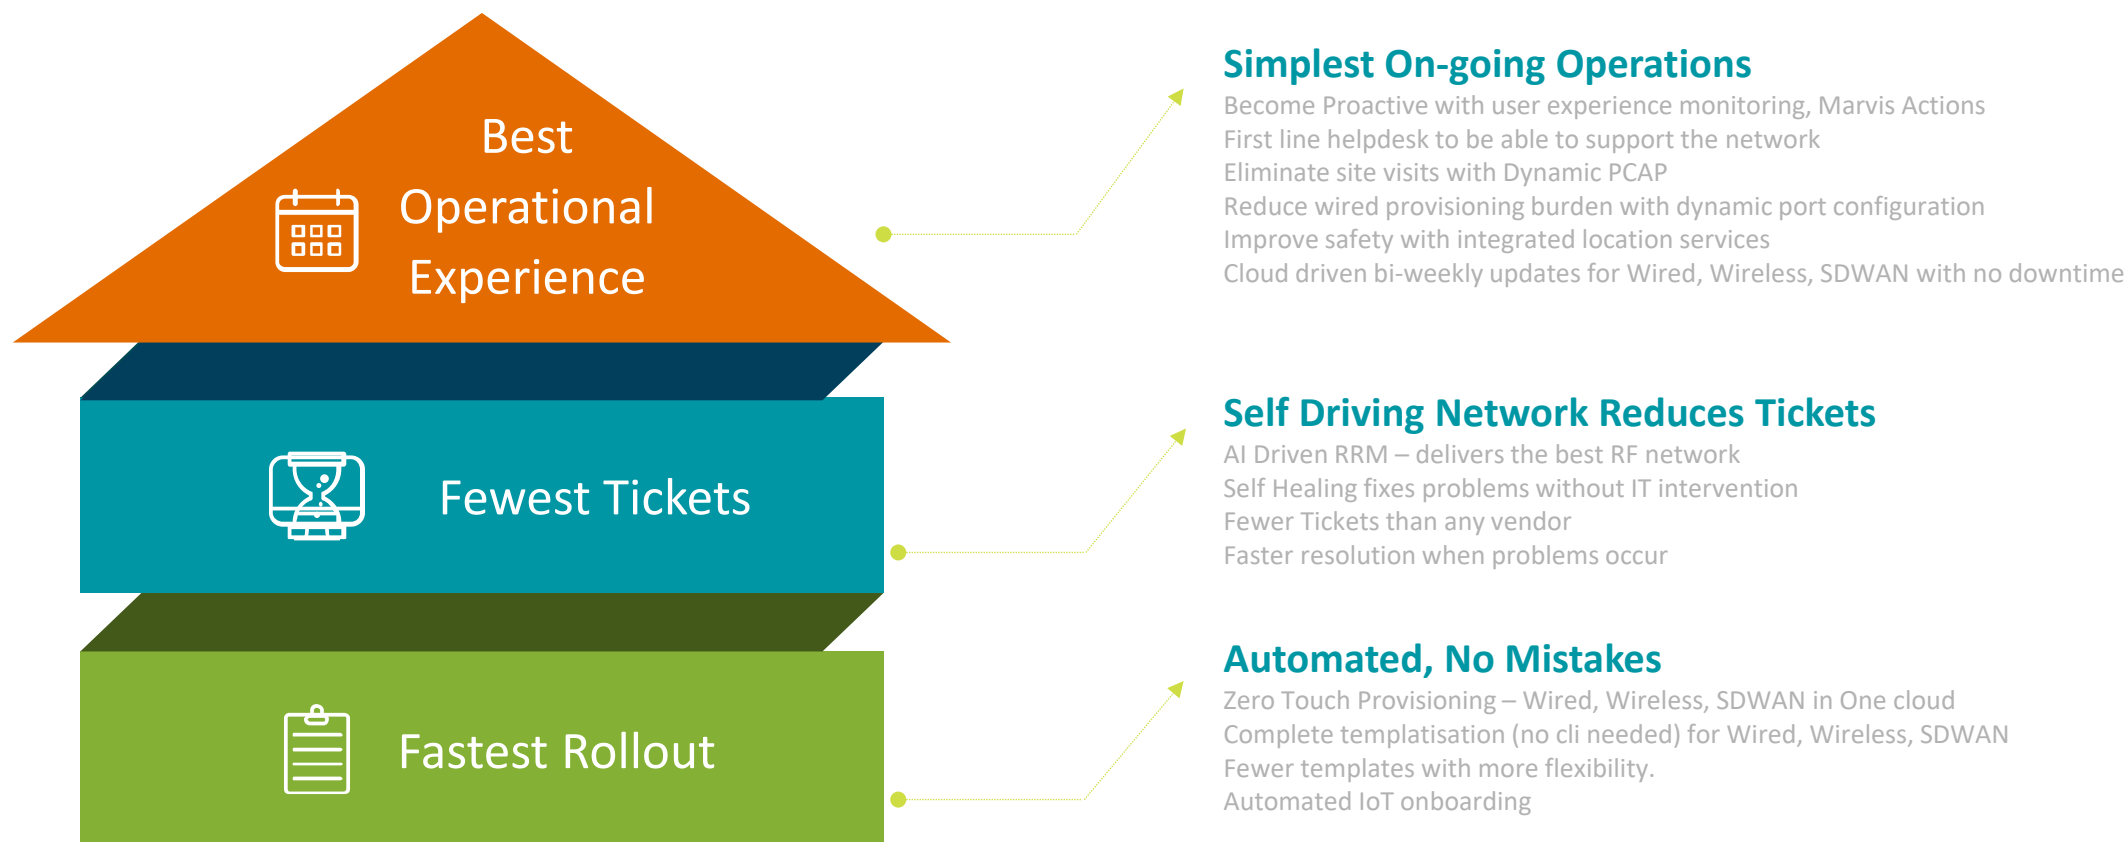 Best
Operational
Experience
Simplest On-going Operations
Become Proactive with user experience monitoring, Marvis Actions
First line helpdesk to be able to support the network
Eliminate site visits with Dynamic PCAP
Reduce wired provisioning burden with dynamic port configuration
Improve safety with integrated location services
Cloud driven bi-weekly updates for Wired, Wireless, SDWAN with no downtime
Fewest Tickets
Self Driving Network Reduces Tickets
AI Driven RRM – delivers the best RF network
Self Healing fixes problems without IT intervention
Fewer Tickets than any vendor
Faster resolution when problems occur
Fastest Rollout
Automated, No Mistakes
Zero Touch Provisioning – Wired, Wireless, SDWAN in One cloud
Complete templatisation (no cli needed) for Wired, Wireless, SDWAN
Fewer templates with more flexibility.
Automated IoT onboarding